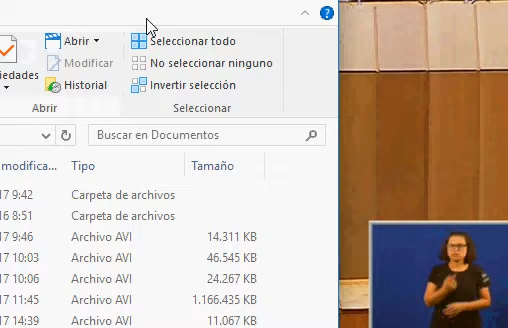 ?
Abrir
Seleccionar todo
Modificar
No seleccionar ninguno
iedades
Historial
Invertir selección
Abrir
Seleccionar
Buscar en Documentos
modifica... Tipo Tamaño
17 9:42 Carpeta de archivos
16 8:51 Carpeta de archivos
17 9:46 Archivo AVI 14.311 KB
17 10:03 Archivo AVI 46.545 KB
17 10:06 Archivo AVI 24.267 KB
17 11:45 Archivo AVI 1.166.435 KB
17 14:39 Archivo AVI 11.067 KB